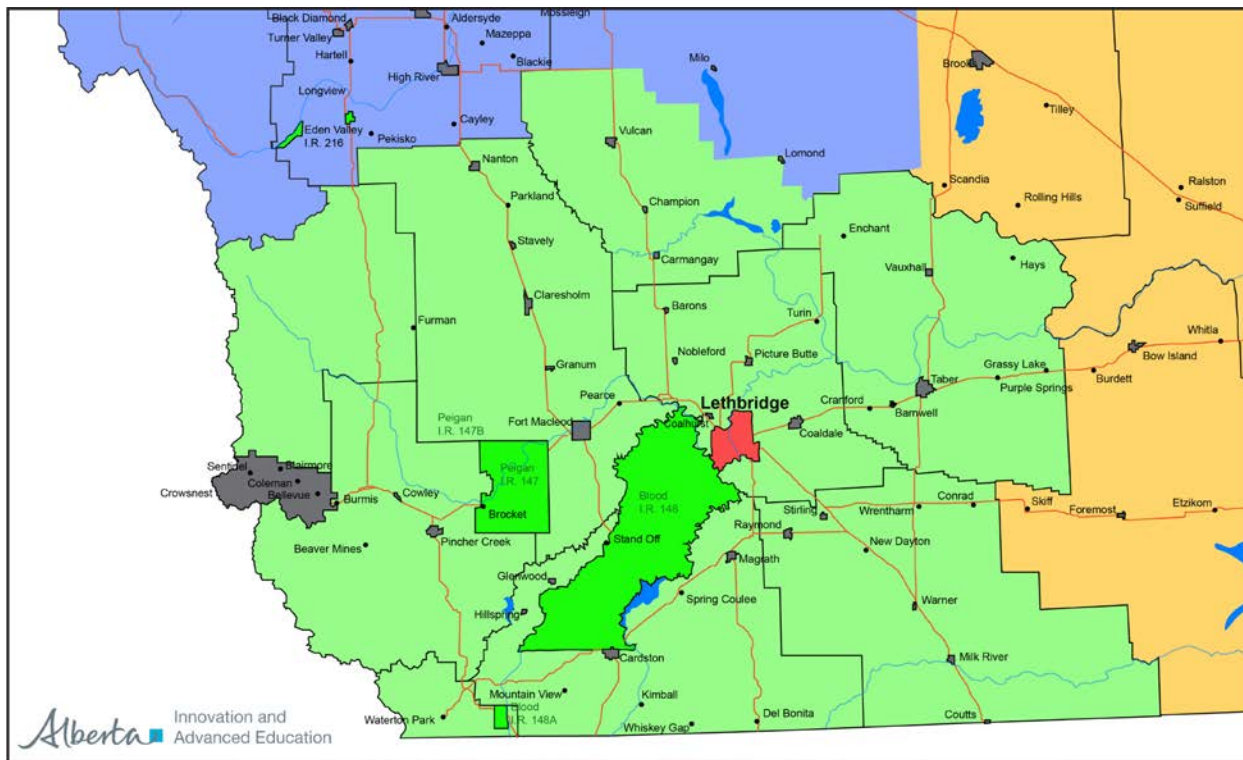 Black Diamond
Aldersyde
Mossleigh
Turner Valley
Mazeppa
Hartell
Blackie
High River
Milo
Brook
Longview
Tilley
Eden Valley
I.R. 216
Pekisko
Cayley
Vulcan
Nanton
Lomond
Scandia
Ralston
Parkland
Champion
Rolling Hills
Suffield
Enchant
Stavely
Carmangay
Vauxhall
Hays
Claresholm
Barons
Turin
Furman
Whitla
Nobleford
Picture Butte
Bow Island
Granum
Grassy Lake
Taber
Burdett
Purple Springs
Pearce
Lethbridge
Cranford
Barnwell
Peigan
I.R. 147B
Fort Macleod
Coalhurst
Coaldale
Sentinel
Blairmore
Peigan
I.R. 147
Coleman
Crowsnest
Bellevue
Burmis
Cowley
Blood
I.R. 148
Conrad
Skiff
Etzikom
Brocket
Stirling
Wrentham
Foremost
Pincher Creek
Raymond
Beaver Mines
Stand Off
New Dayton
Magrath
Glenwood
Spring Coulee
Warner
Hillspring
Cardston
Milk River
Mountain View
Kimball
Blood
I.R. 148A
Waterton Park
Whiskey Gap
Del Bonita
Coutts
Alberta
Innovation and
Advanced Education